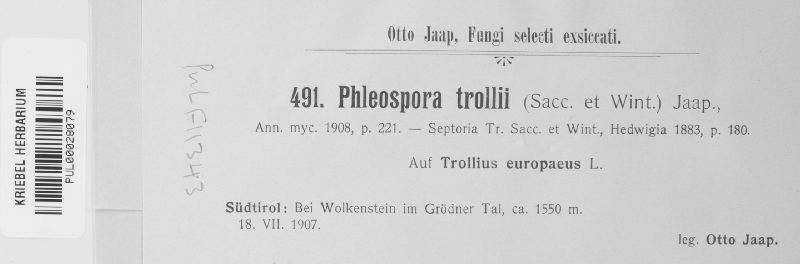 Otto Jaap, Fungi selecti exsiccati.
491. Phleospora trollii (Sacc. et Wint.) Jaap.,
Ann. myc. 1908, p. 221. — Septoria Tr. Sacc. et Wint., Hedwigia 1883, p. 180.
Auf Trollius europaeus L.
Südtirol: Bei Wolkenstein im Grödner Tal, ca. 1550 m.
18. VII. 1907.
leg. Otto Jaap.
KRIEBEL HERBARIUM
PUL00028079
PUL F11343